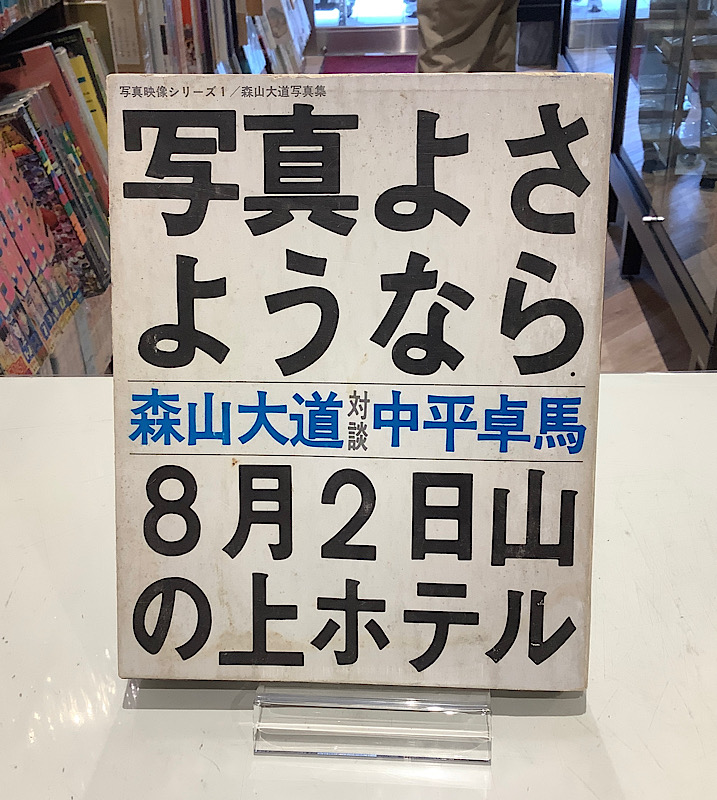 写真映像シリーズ1/森山大道写真集
写真よさ
ようなら.
森山大道 対談 中平卓馬
8月2日山
の上ホテル